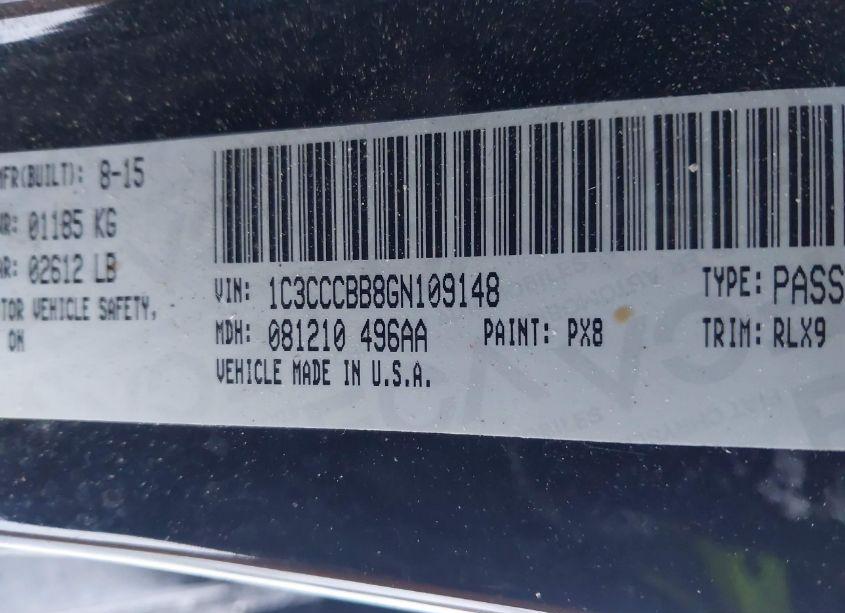 MFR(BUILT): 8-15
01185 KG
02612 LB
TOR VEHICLE SAFETY,
ON
VIN: 1C3CCCBB8GN109148 TYPE: PASS
MDH: 081210 496AA PAINT: PX8 TRIM: RLX9
VEHICLE MADE IN U.S.A.